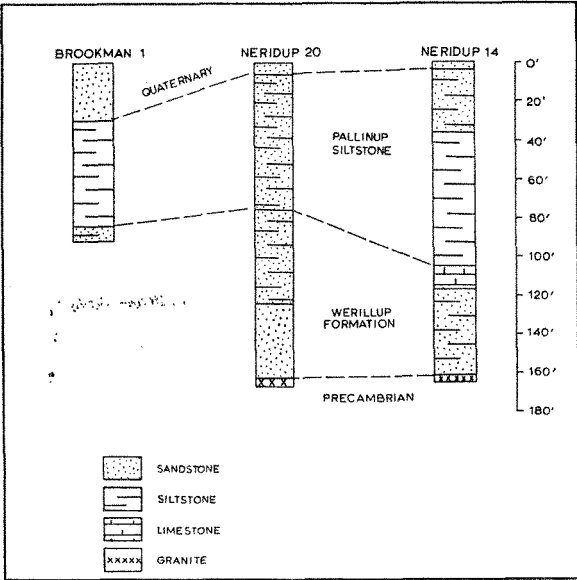 BROOKMAN 1
NERIDUP 20
NERIDUP 14
0'
QUATERNARY
20'
PALLINUP
SILTSTONE
40'
60'
80'
100'
120'
WERILLUP
FORMATION
140'
160'
PRECAMBRIAN
180'
SANDSTONE
SILTSTONE
LIMESTONE
GRANITE